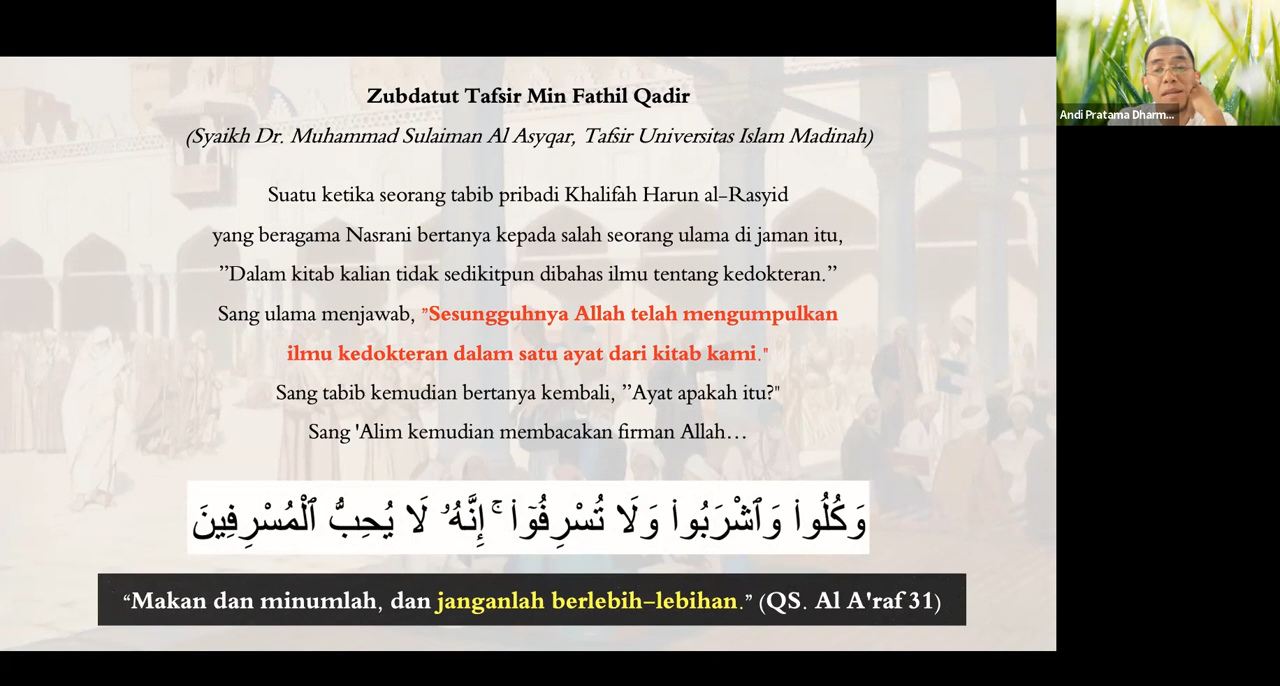 Zubdatut Tafsir Min Fathil Qadir
(Syaikh Dr. Muhammad Sulaiman Al Asyqar, Tafsir Universitas Islam Madinah)
Suatu ketika seorang tabib pribadi Khalifah Harun al-Rasyid
yang beragama Nasrani bertanya kepada salah seorang ulama di jaman itu,
”Dalam kitab kalian tidak sedikitpun dibahas ilmu tentang kedokteran.”
Sang ulama menjawab, "Sesungguhnya Allah telah mengumpulkan
ilmu kedokteran dalam satu ayat dari kitab kami."
Sang tabib kemudian bertanya kembali, ”Ayat apakah itu?"
Sang 'Alim kemudian membacakan firman Allah…
وَكُلُوا۟ وَٱشْرَبُوا۟ وَلَا تُسْرِفُوٓا۟ ۚ إِنَّهُۥ لَا يُحِبُّ ٱلْمُسْرِفِينَ
“Makan dan minumlah, dan janganlah berlebih-lebihan.” (QS. Al A'raf 31)
Andi Pratama Dharm...